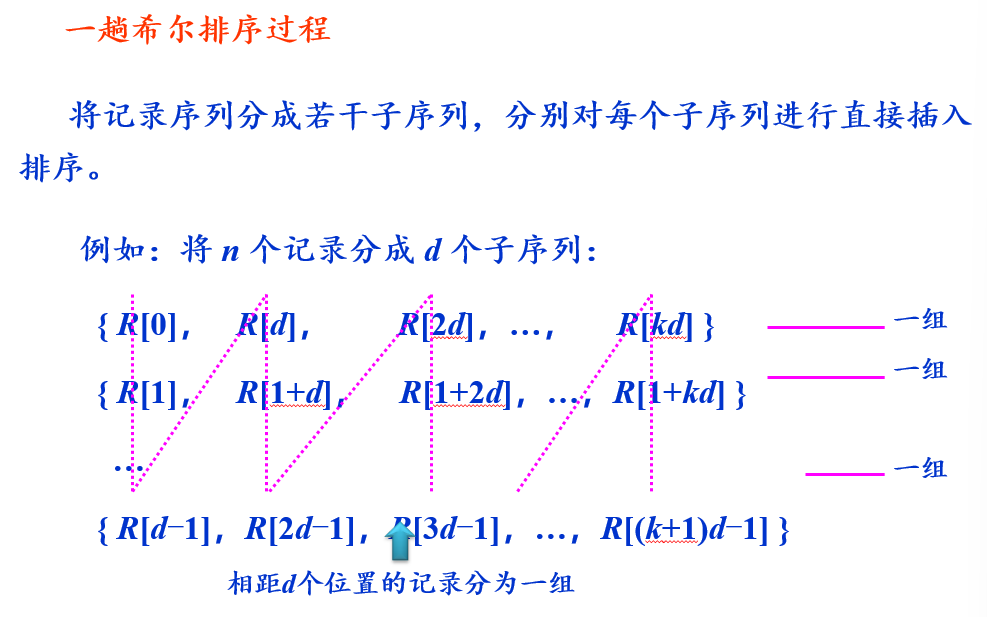 一趟希尔排序过程
将记录序列分成若干子序列，分别对每个子序列进行直接插入
排序。
例如：将 n 个记录分成 d 个子序列：
{ R[0]， R[d]， R[2d]，…， R[kd] } 一组
{ R[1]， R[1+d]， R[1+2d]，…，R[1+kd] } 一组
… 一组
{ R[d−1]，R[2d−1]，R[3d−1]，…，R[(k+1)d−1] }
相距d个位置的记录分为一组